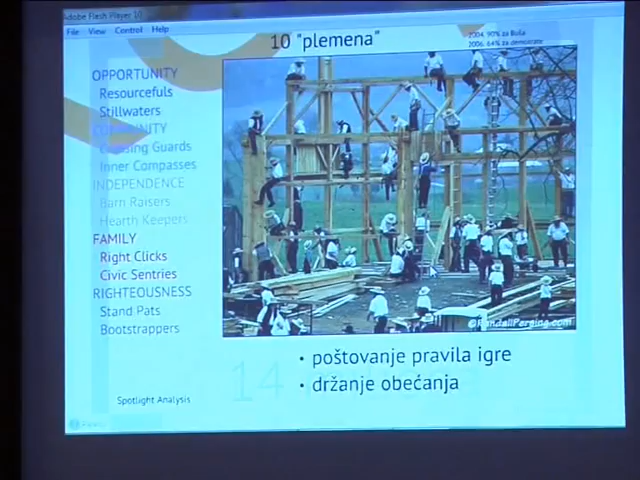 Adobe Flash Player 10
File View Control Help
10 "plemena"
2004. 90% za Buša
2006. 64% za demokrate
OPPORTUNITY
Resourcefuls
Stillwaters
COMMUNITY
Crossing Guards
Inner Compasses
INDEPENDENCE
Barn Raisers
Hearth Keepers
FAMILY
Right Clicks
Civic Sentries
RIGHTEOUSNESS
Stand Pats
Bootstrappers
© RandallPersing.com
• poštovanje pravila igre
• držanje obećanja
14
Spotlight Analysis